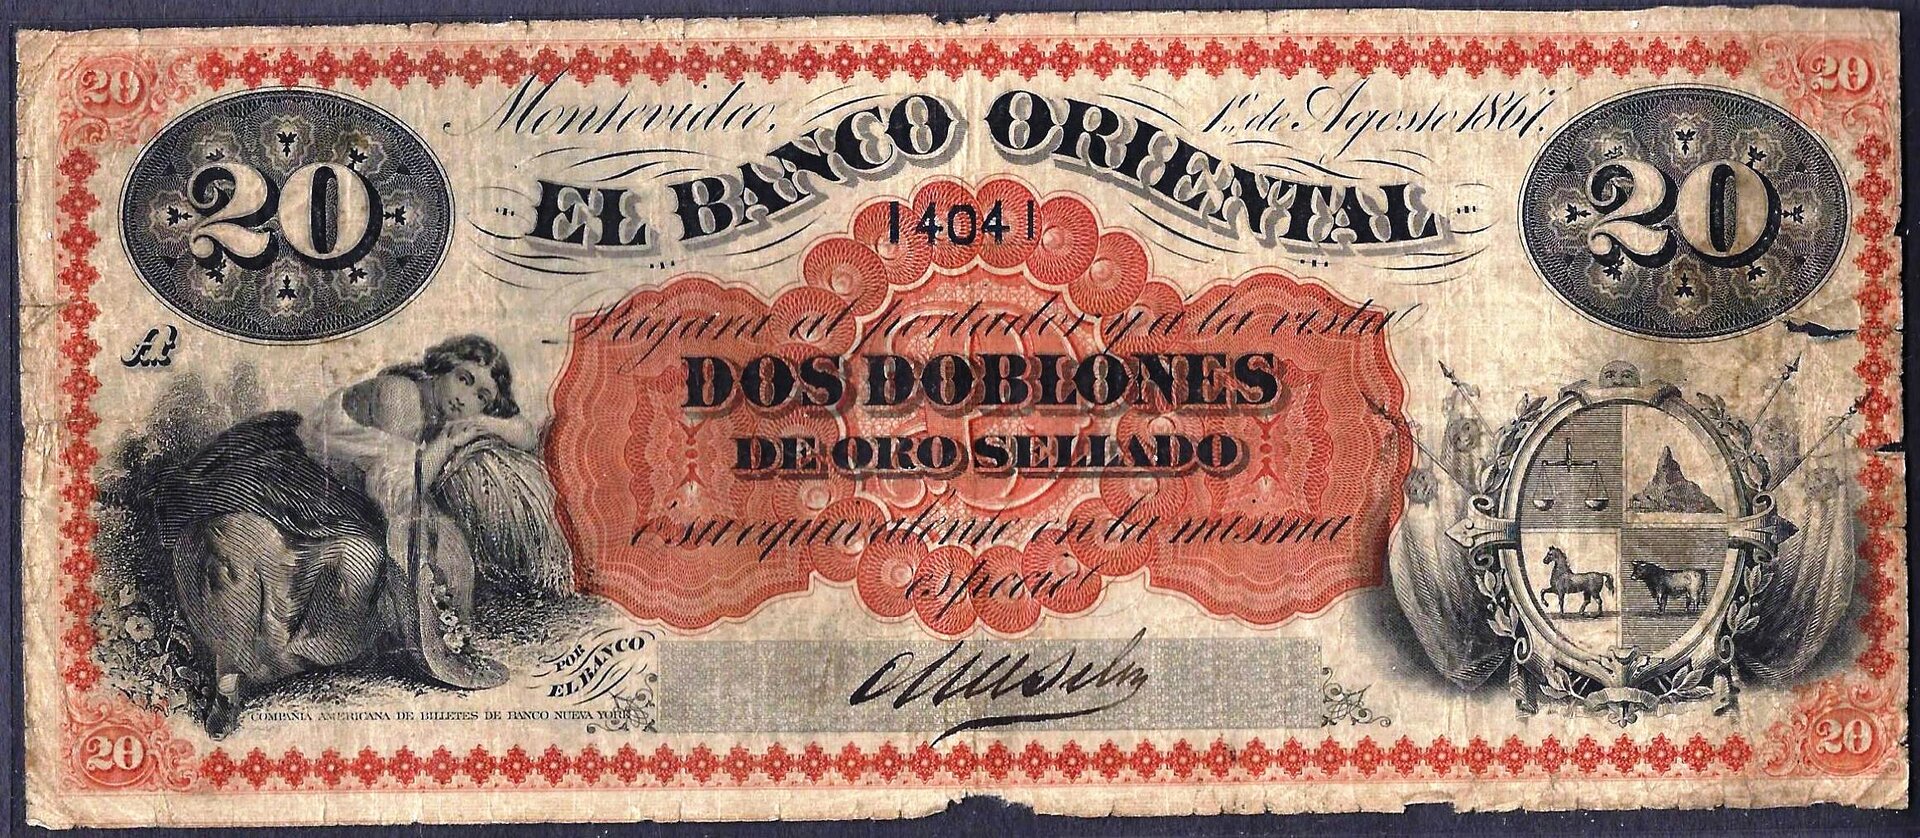 20
20
Montevideo, 1º de Agosto 1867.
20
20
EL BANCO ORIENTAL
14041
Pagará al portador y á la vista
A
DOS DOBLONES
DE ORO SELLADO
ó su equivalente en la misma
especie
POR
EL BANCO
COMPAÑIA AMERICANA DE BILLETES DE BANCO NUEVA YORK
20
20